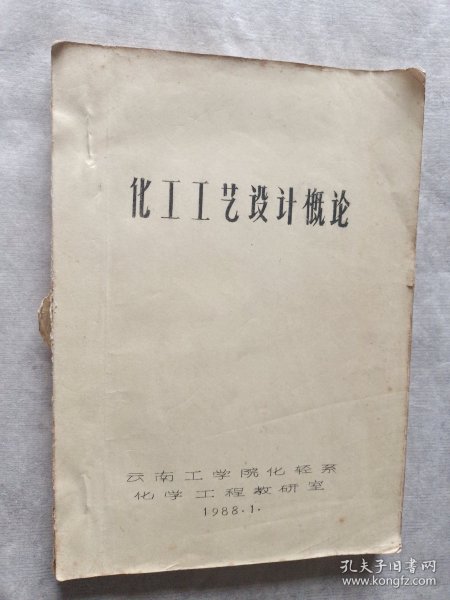 化工工艺设计概论
云南工学院化轻系
化学工程教研室
1988.1.
孔夫子旧书网
www.kongfz.com